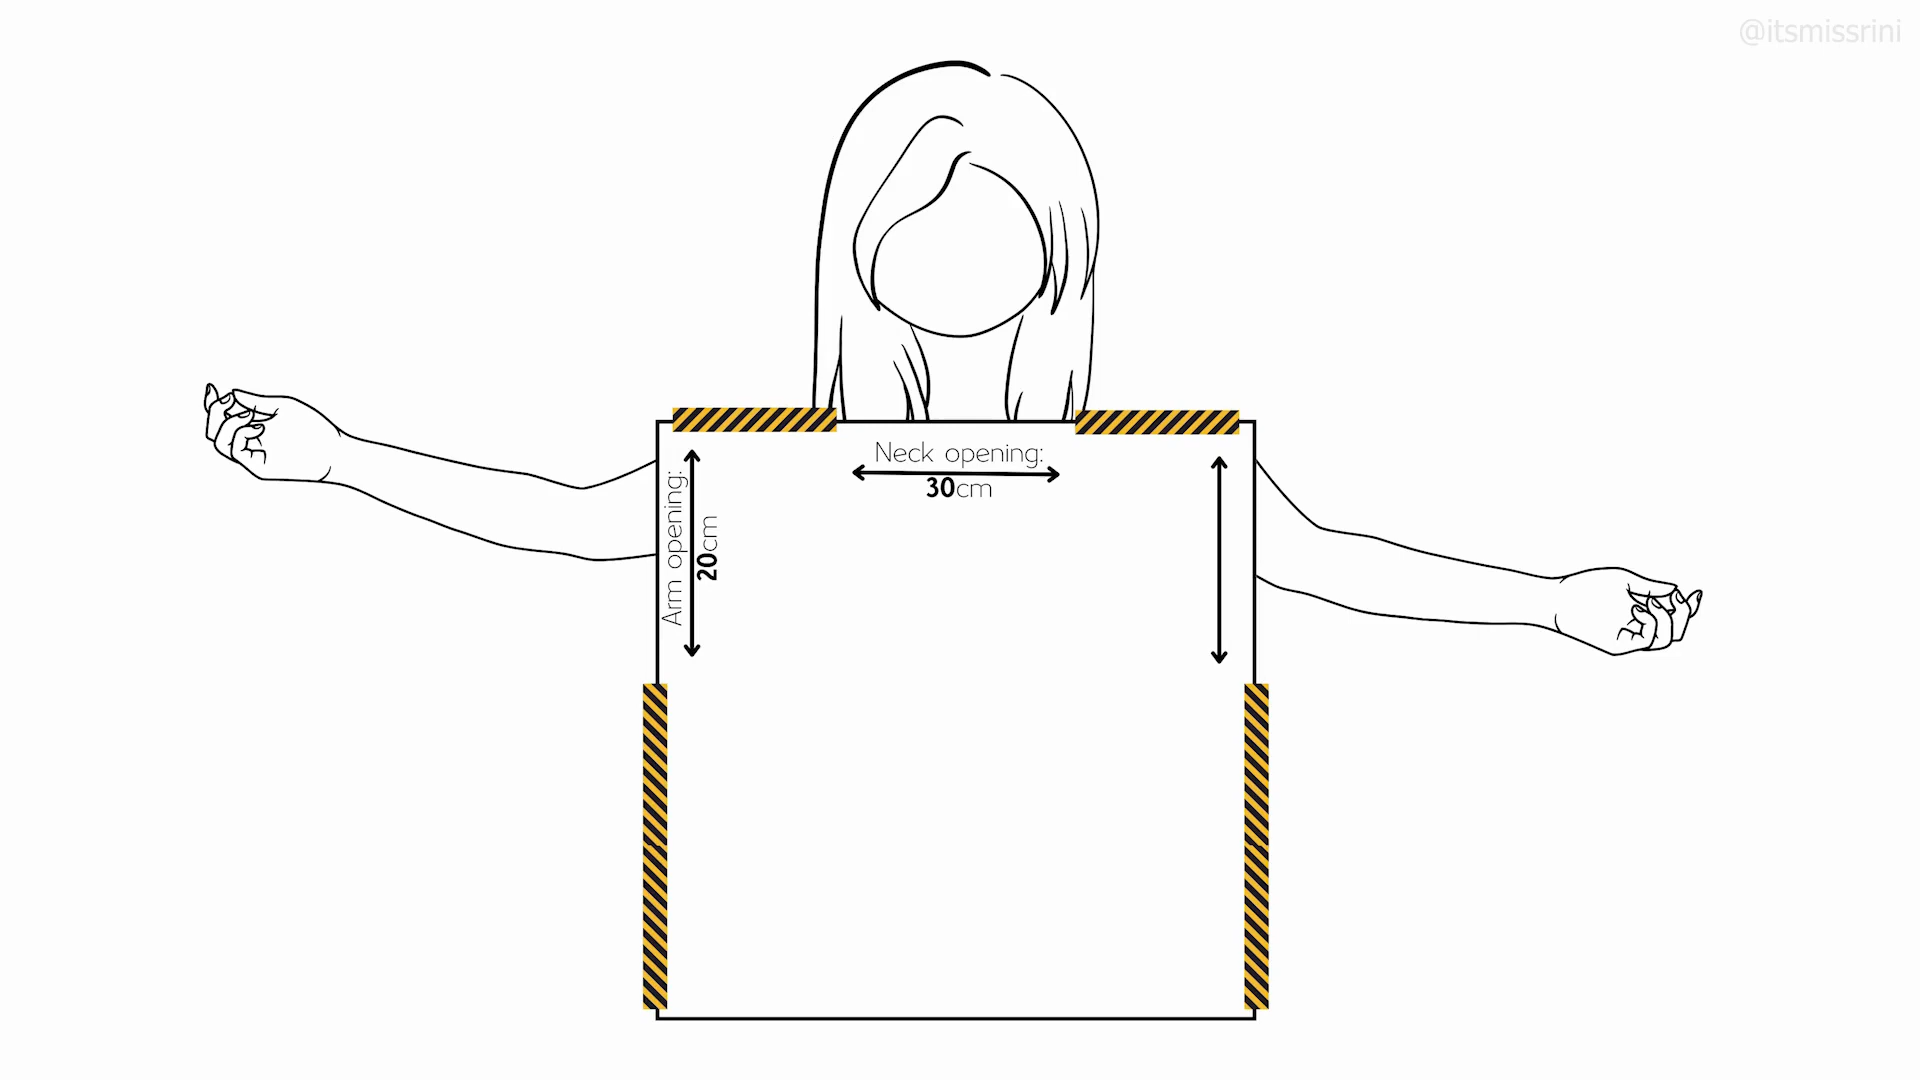 @itsmissrini
Neck opening:
30cm
Arm opening:
20cm